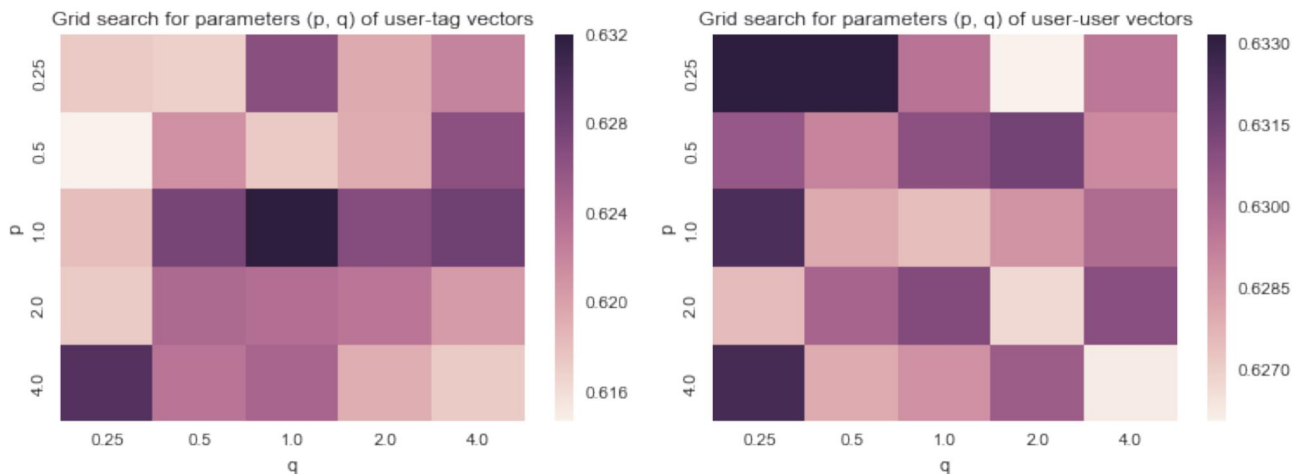 Grid search for parameters (p, q) of user-tag vectors
p
0.25
0.5
1.0
2.0
4.0
0.25 0.5 1.0 2.0 4.0
q
0.632
0.628
0.624
0.620
0.616
Grid search for parameters (p, q) of user-user vectors
p
0.25
0.5
1.0
2.0
4.0
0.25 0.5 1.0 2.0 4.0
q
0.6330
0.6315
0.6300
0.6285
0.6270